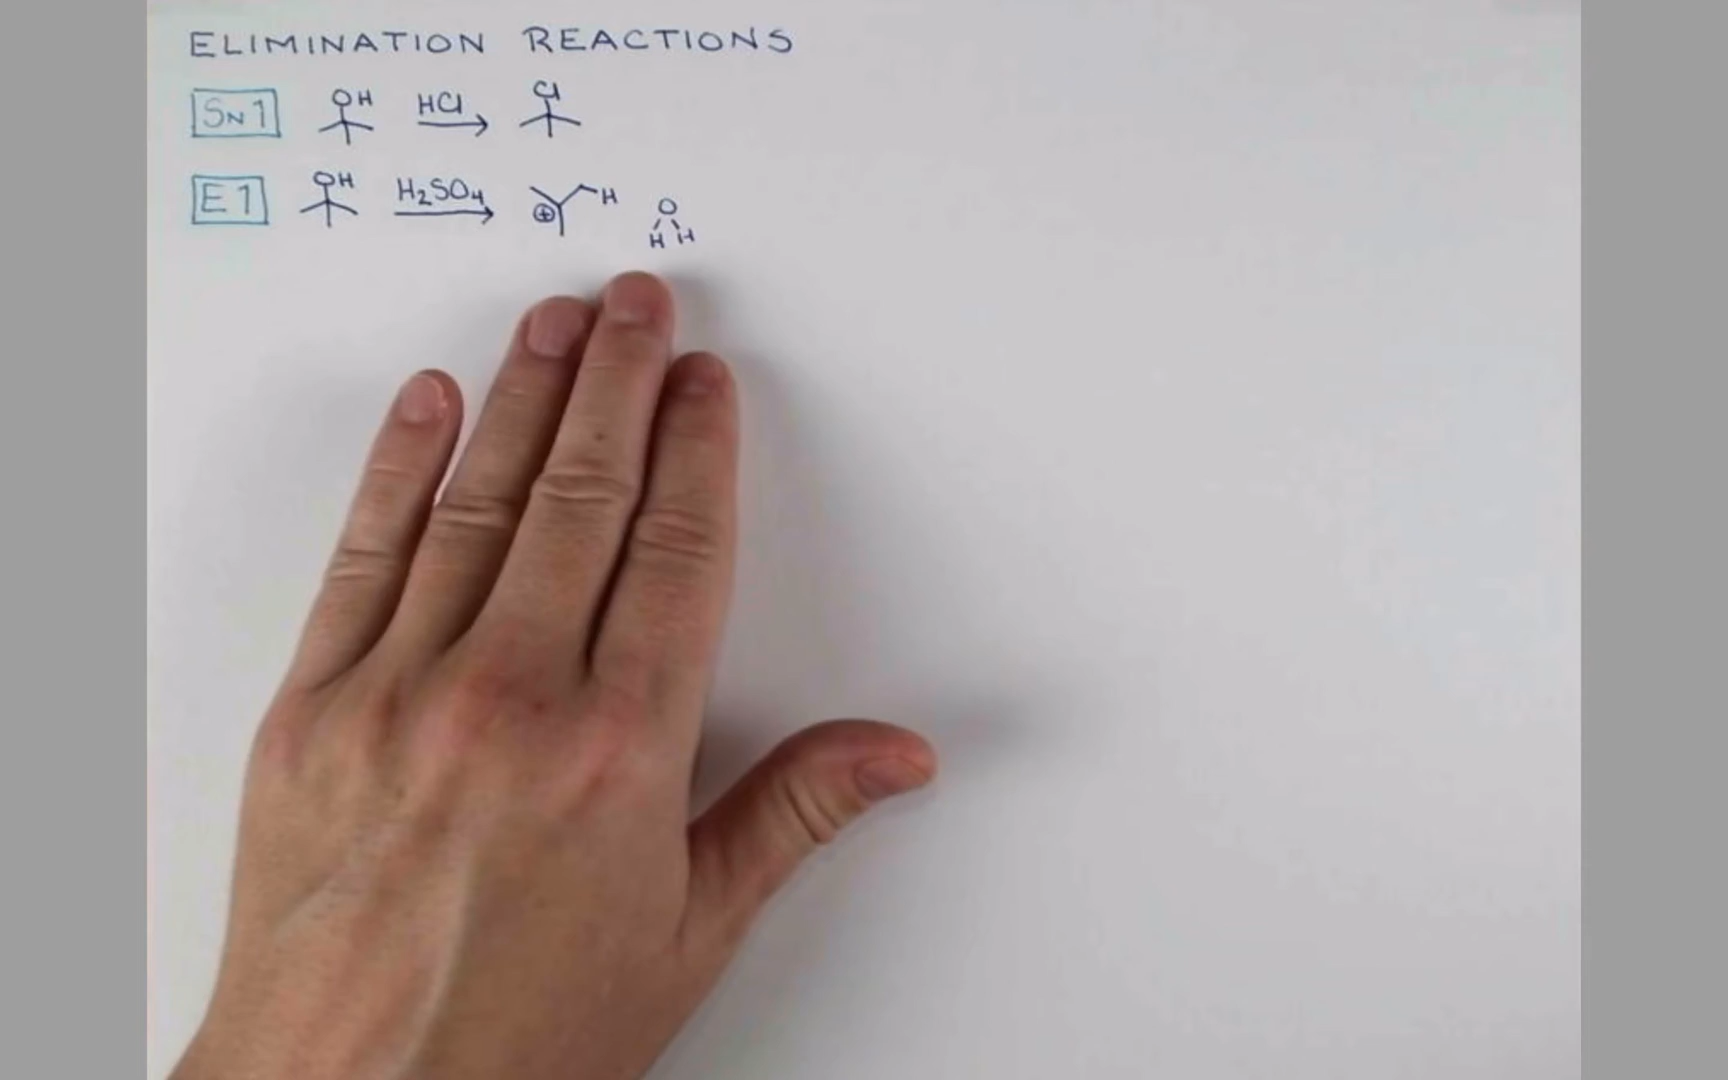 ELIMINATION REACTIONS
SN1 OH HCl Cl
E1 OH H2SO4 ⊕ H O
H H